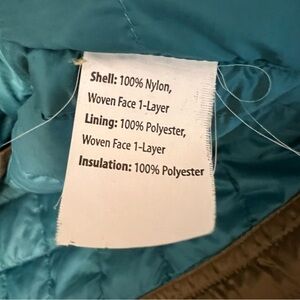 Shell: 100% Nylon,
Woven Face 1-Layer
Lining: 100% Polyester,
Woven Face 1-Layer
Insulation: 100% Polyester